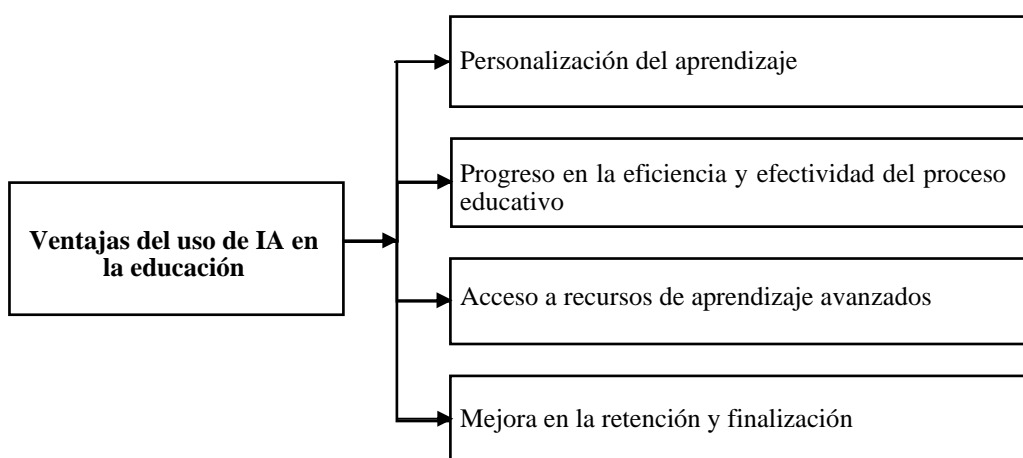 Personalización del aprendizaje
Progreso en la eficiencia y efectividad del proceso
educativo
Ventajas del uso de IA en
la educación
Acceso a recursos de aprendizaje avanzados
Mejora en la retención y finalización